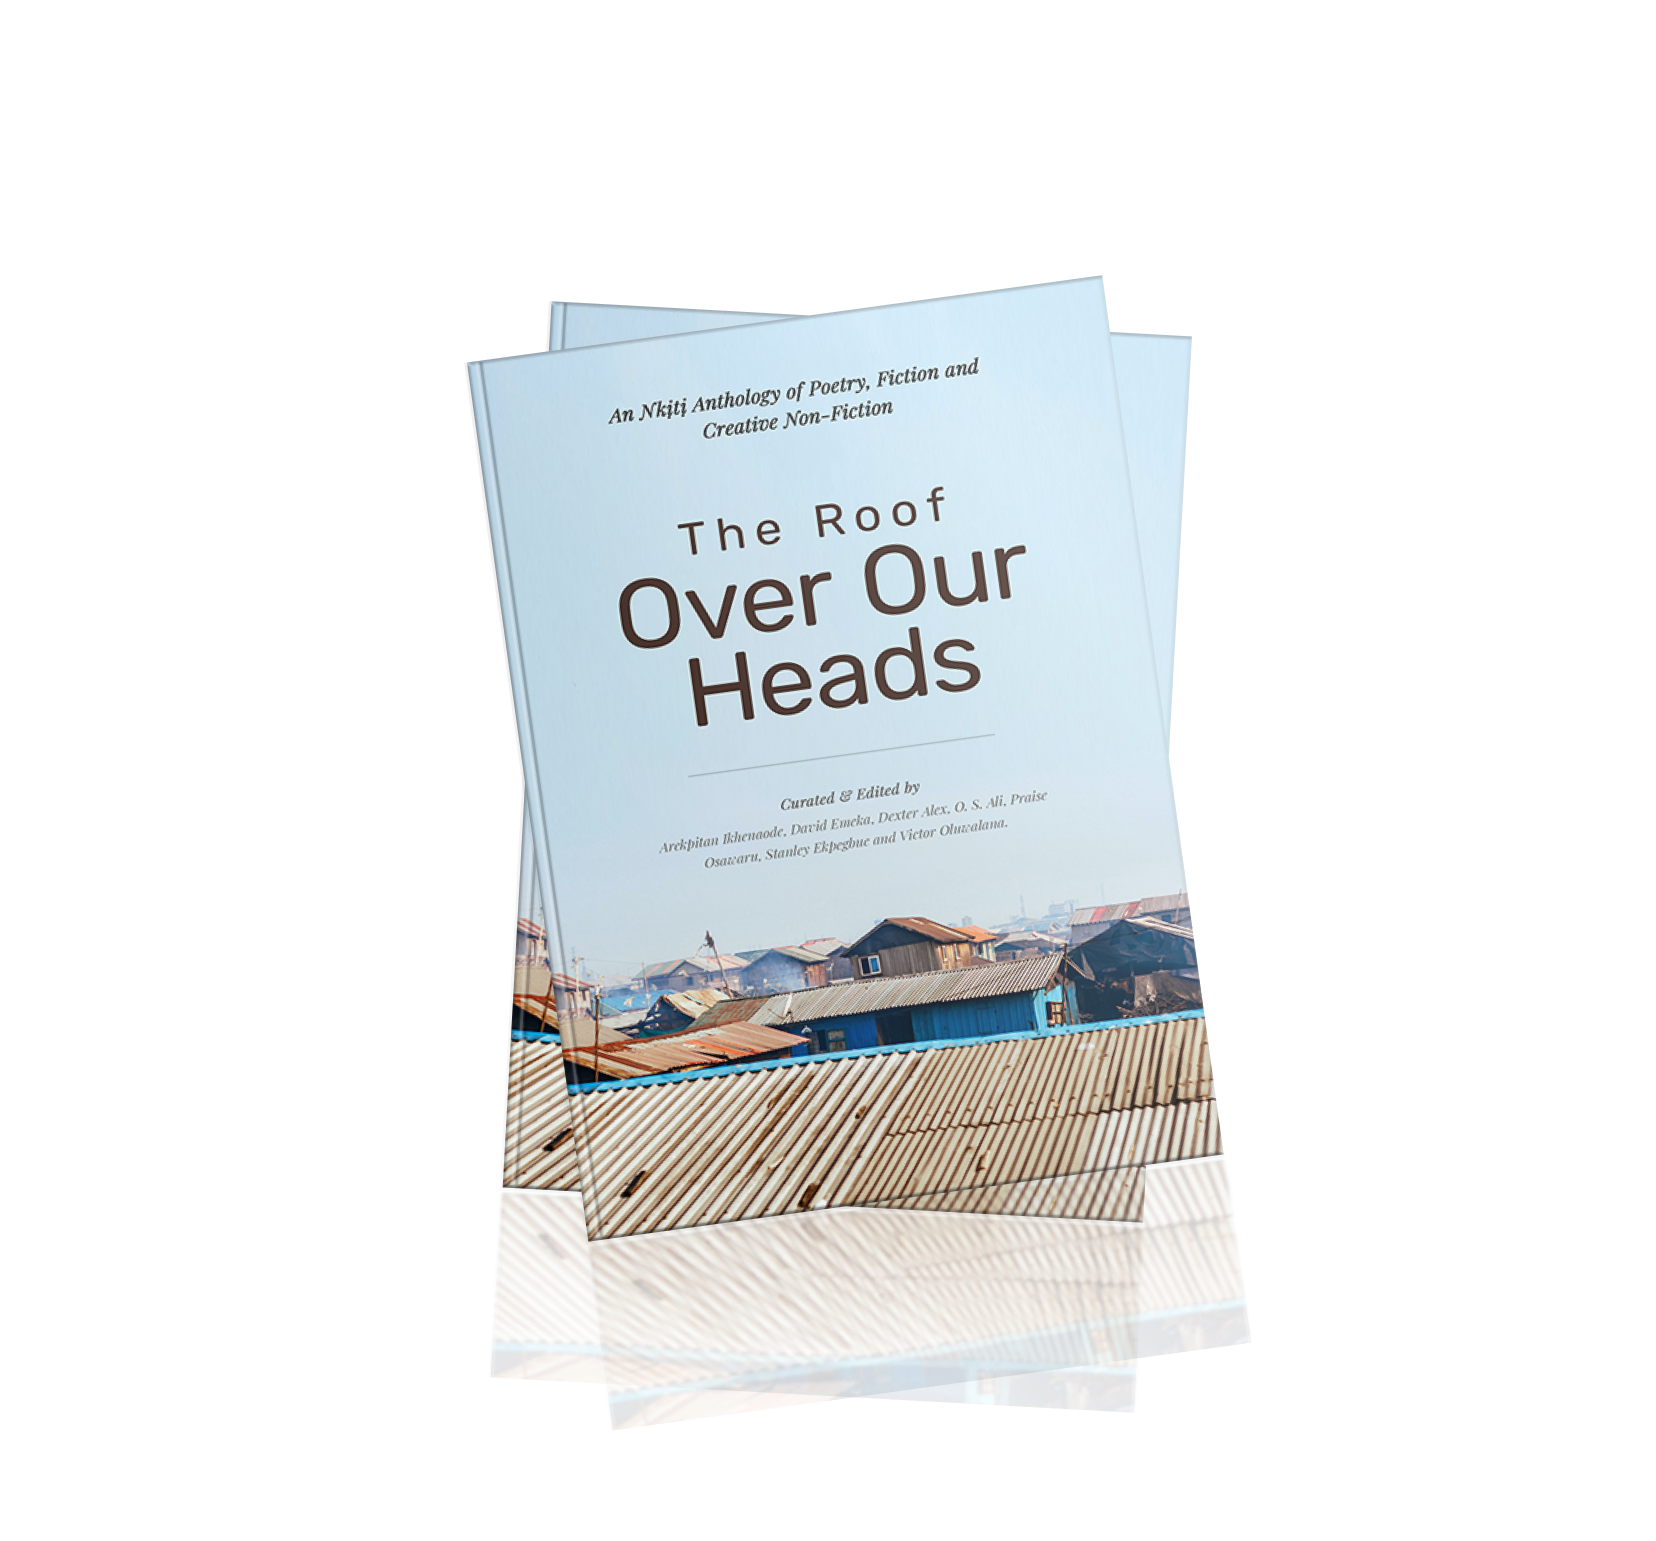 An Nkịtị Anthology of Poetry, Fiction and
Creative Non-Fiction
The Roof
Over Our
Heads
Curated & Edited by
Arekpitan Ikhenaode, David Emeka, Dexter Alex, O. S. Ali, Praise
Osawaru, Stanley Ekpegbue and Victor Oluwalana.